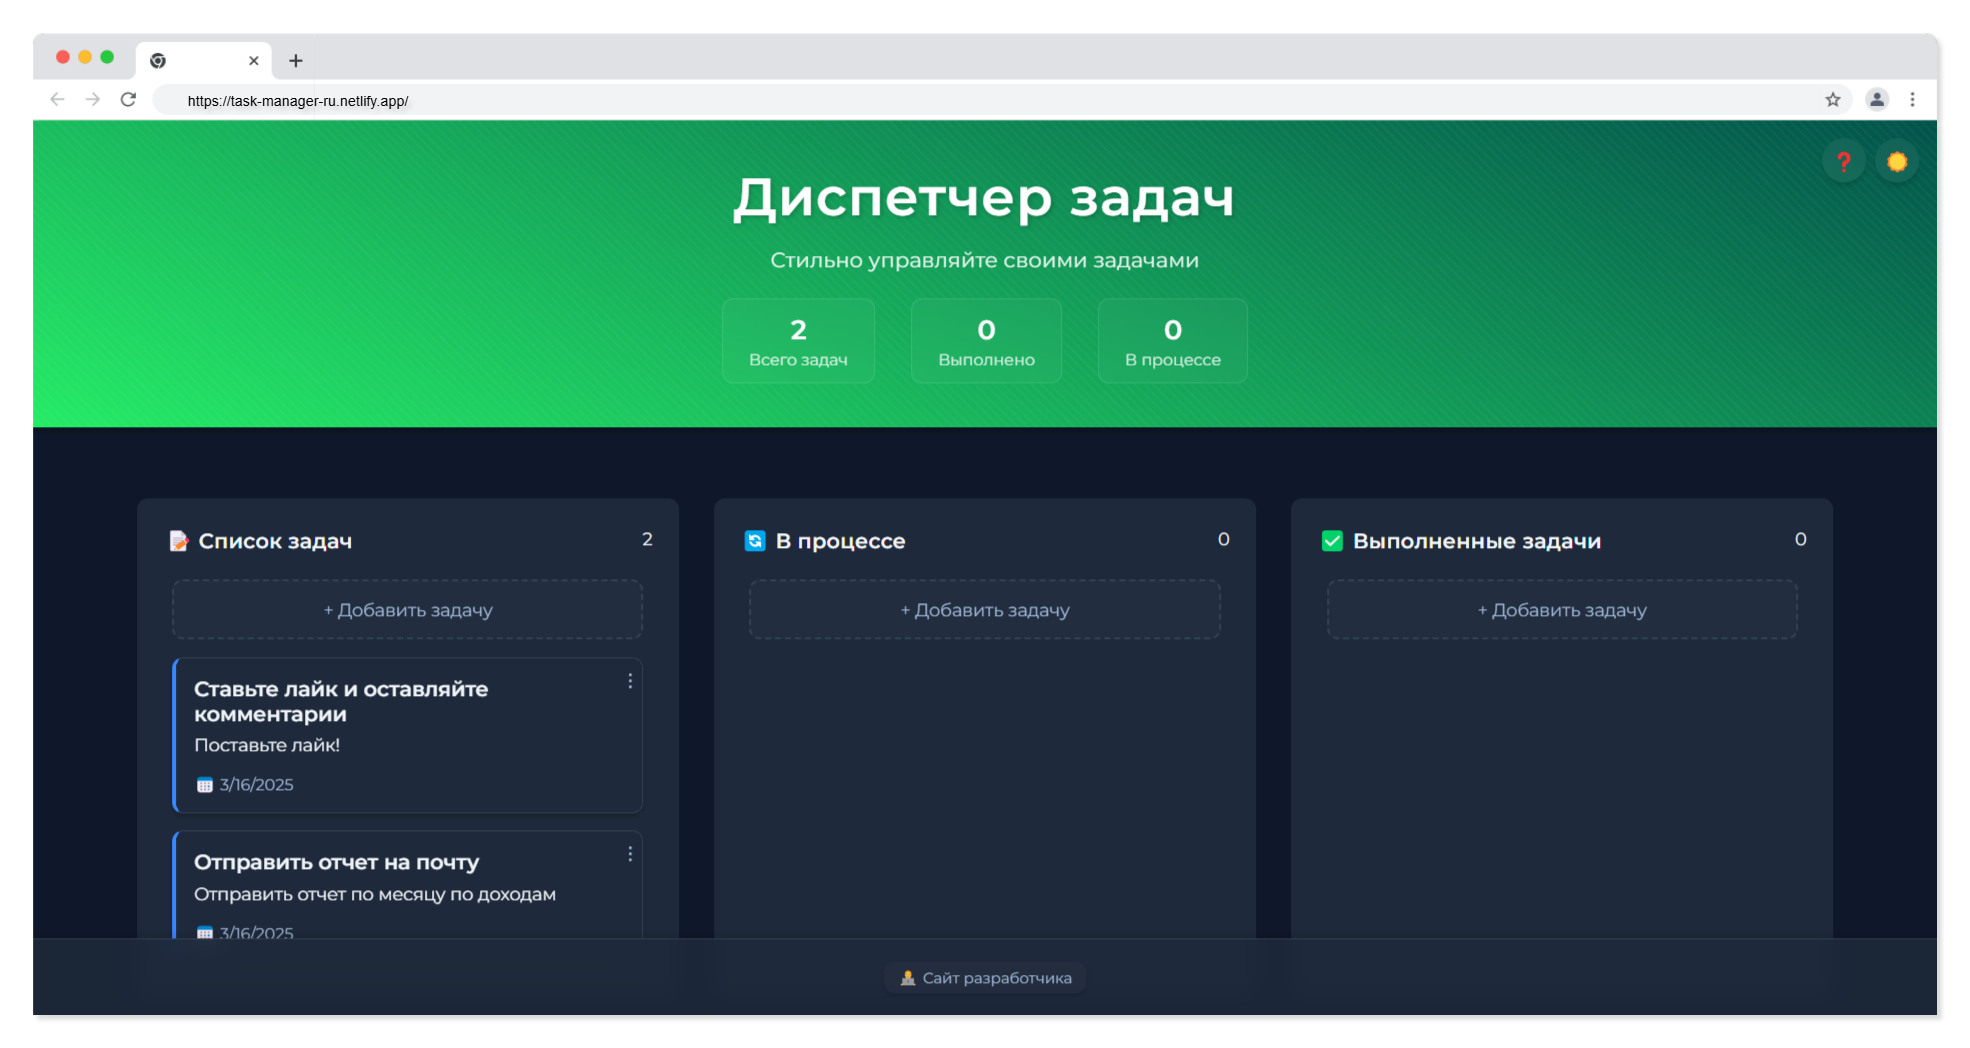 https://task-manager-ru.netlify.app/
Диспетчер задач
Стильно управляйте своими задачами
2
Всего задач
0
Выполнено
0
В процессе
Список задач
2
+ Добавить задачу
Ставьте лайк и оставляйте
комментарии
Поставьте лайк!
3/16/2025
Отправить отчет на почту
Отправить отчет по месяцу по доходам
3/16/2025
В процессе
0
+ Добавить задачу
Выполненные задачи
0
+ Добавить задачу
Сайт разработчика